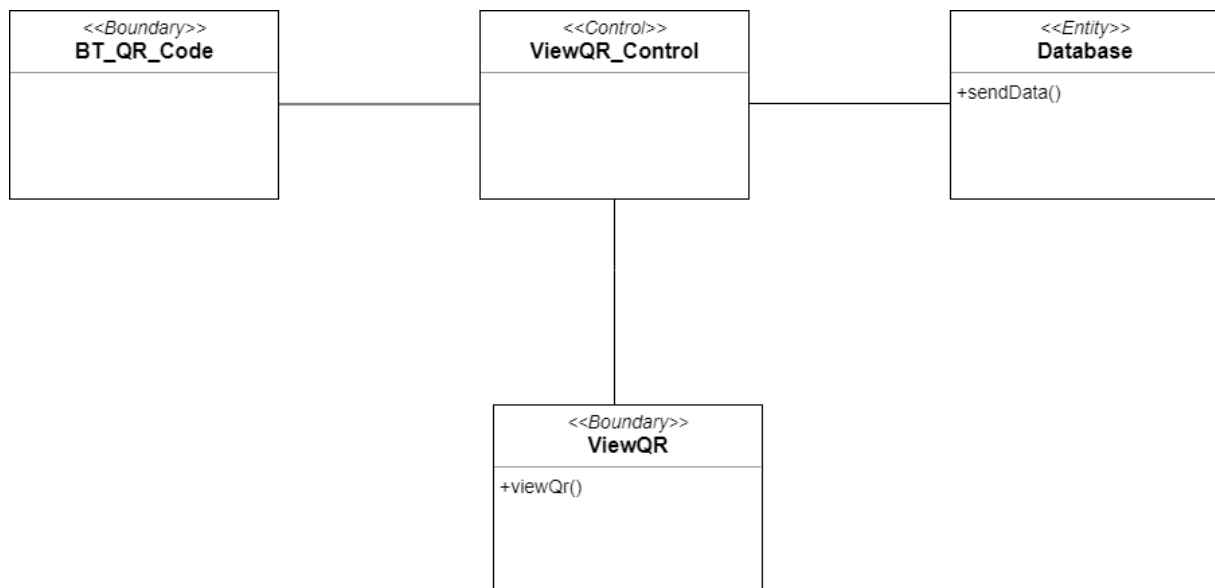 <<Boundary>>
BT_QR_Code
<<Control>>
ViewQR_Control
<<Entity>>
Database
+sendData()
<<Boundary>>
ViewQR
+viewQr()